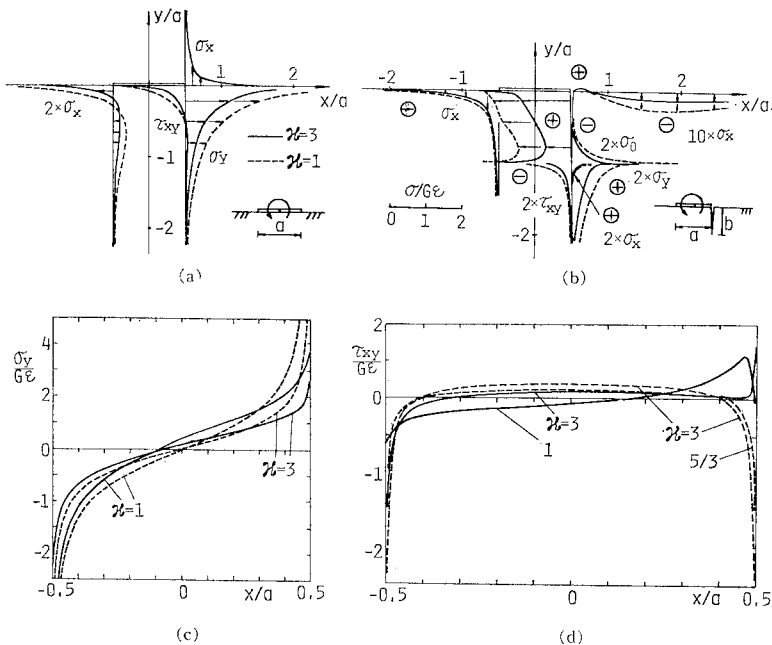 y/a
σx
1
2
x/a
2×σx
τxy
σy
ϰ=3
ϰ=1
-1
-2
a
(a)
y/a
-2
-1
1
2
x/a
σx
10×σx
2×σθ
2×σy
σ/Gε
0 1 2
2×τxy
2×σx
-2
a
b
(b)
σy/Gε
4
2
0
-1
-2
ϰ=3
ϰ=1
-0.5 0 x/a 0.5
(c)
τxy/Gε
2
1
0
-1
-2
ϰ=3
1
ϰ=3
5/3
-0.5 0 x/a 0.5
(d)